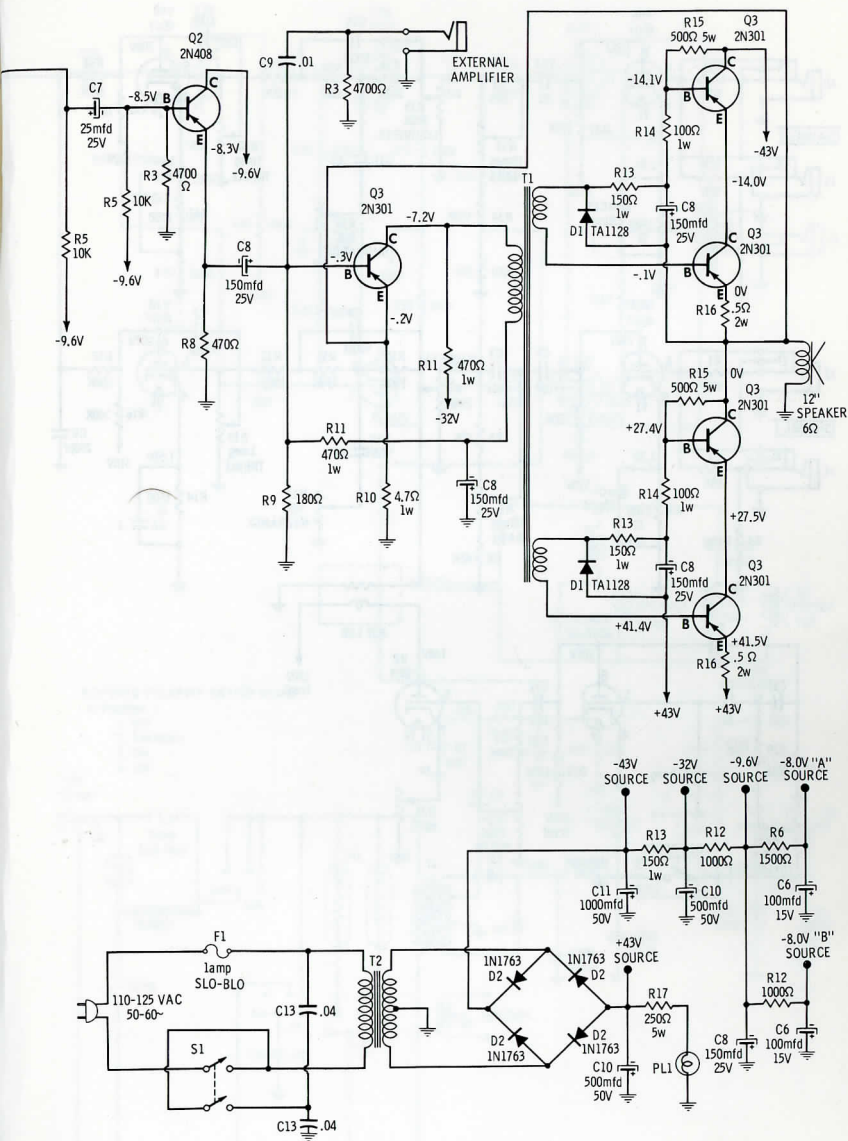 Q2
2N408
C7
25mfd
25V
-8.5V
B
C
E
-8.3V
-9.6V
R3
4700
Ω
R5
10K
-9.6V
R5
10K
-9.6V
R8
470Ω
C8
150mfd
25V
C9
.01
R3
4700Ω
EXTERNAL
AMPLIFIER
Q3
2N301
-7.2V
C
-.3V
B
E
-.2V
R11
470Ω
1w
-32V
R11
470Ω
1w
R9
180Ω
R10
4.7Ω
1w
C8
150mfd
25V
T1
R15
500Ω 5w
Q3
2N301
C
-14.1V
B
E
R14
100Ω
1w
-43V
R13
150Ω
1w
-14.0V
D1
TA1128
C8
150mfd
25V
C
Q3
2N301
-.1V
B
E
0V
R16
.5Ω
2w
R15
500Ω 5w
0V
Q3
2N301
12"
SPEAKER
6Ω
C
+27.4V
B
E
R14
100Ω
1w
+27.5V
R13
150Ω
1w
D1
TA1128
C8
150mfd
25V
Q3
2N301
C
+41.4V
B
E
+41.5V
R16
.5 Ω
2w
+43V
+43V
-43V
SOURCE
-32V
SOURCE
-9.6V
SOURCE
-8.0V "A"
SOURCE
R13
150Ω
1w
R12
1000Ω
R6
1500Ω
C11
1000mfd
50V
C10
500mfd
50V
C6
100mfd
15V
-8.0V "B"
SOURCE
R12
1000Ω
C8
150mfd
25V
C6
100mfd
15V
F1
1amp
SLO-BLO
T2
110-125 VAC
50-60~
C13
.04
S1
C13
.04
1N1763
D2
1N1763
D2
D2
1N1763
D2
1N1763
+43V
SOURCE
R17
250Ω
5w
C10
500mfd
50V
PL1